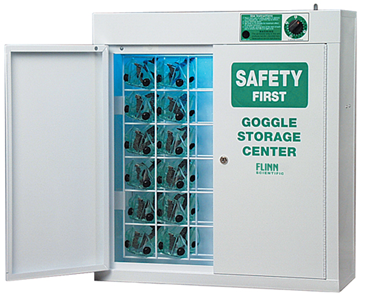 SAFETY
FIRST
GOGGLE
STORAGE
CENTER
FLINN
SCIENTIFIC